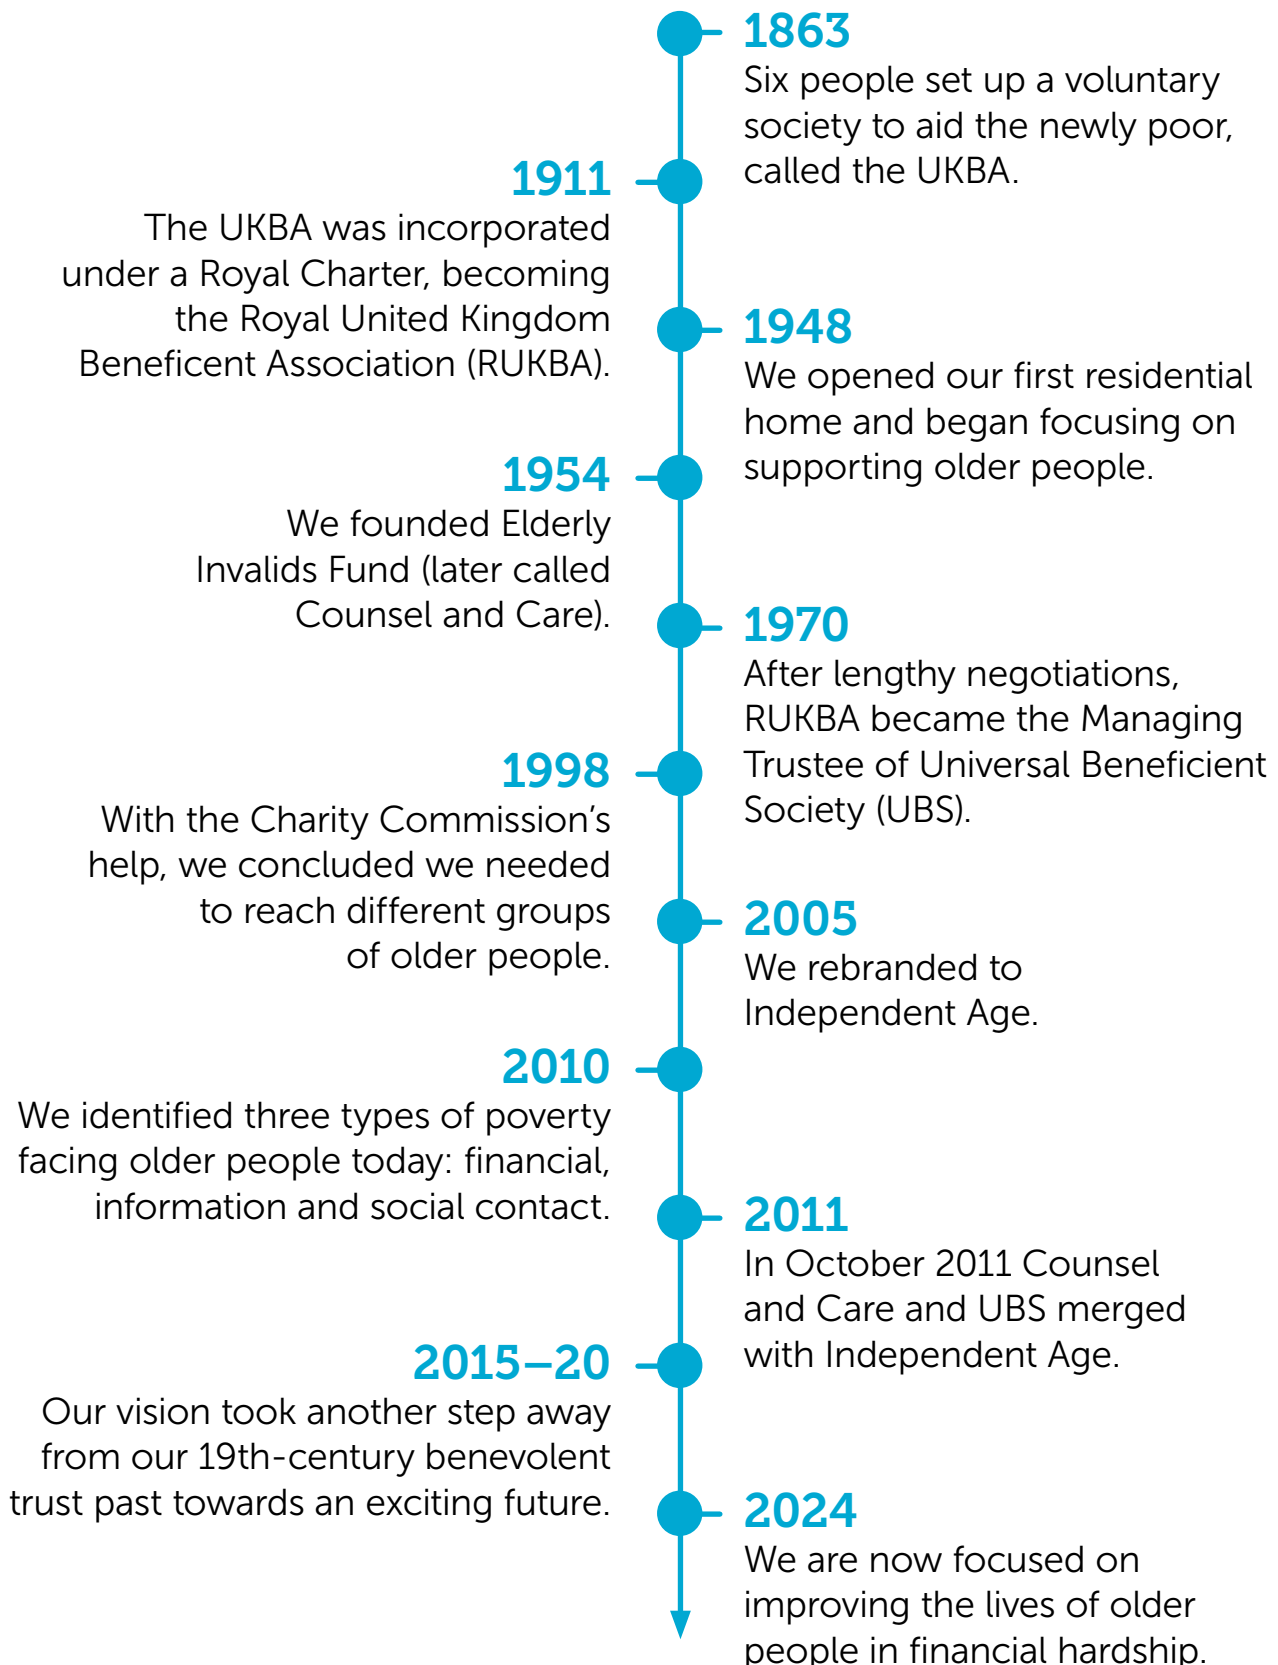 1863
Six people set up a voluntary
society to aid the newly poor,
called the UKBA.
1911
The UKBA was incorporated
under a Royal Charter, becoming
the Royal United Kingdom
Beneficent Association (RUKBA).
1948
We opened our first residential
home and began focusing on
supporting older people.
1954
We founded Elderly
Invalids Fund (later called
Counsel and Care).
1970
After lengthy negotiations,
RUKBA became the Managing
Trustee of Universal Beneficient
Society (UBS).
1998
With the Charity Commission’s
help, we concluded we needed
to reach different groups
of older people.
2005
We rebranded to
Independent Age.
2010
We identified three types of poverty
facing older people today: financial,
information and social contact.
2011
In October 2011 Counsel
and Care and UBS merged
with Independent Age.
2015–20
Our vision took another step away
from our 19th-century benevolent
trust past towards an exciting future.
2024
We are now focused on
improving the lives of older
people in financial hardship.